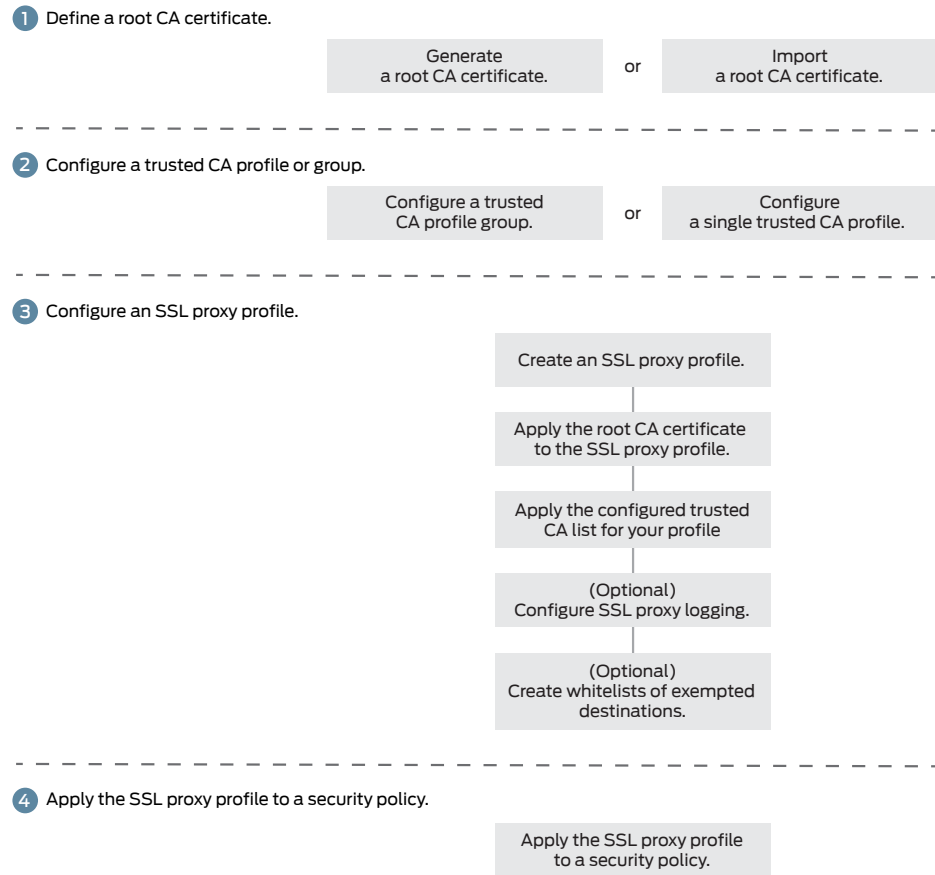 1 Define a root CA certificate.
Generate
a root CA certificate.
or
Import
a root CA certificate.
2 Configure a trusted CA profile or group.
Configure a trusted
CA profile group.
or
Configure
a single trusted CA profile.
3 Configure an SSL proxy profile.
Create an SSL proxy profile.
Apply the root CA certificate
to the SSL proxy profile.
Apply the configured trusted
CA list for your profile
(Optional)
Configure SSL proxy logging.
(Optional)
Create whitelists of exempted
destinations.
4 Apply the SSL proxy profile to a security policy.
Apply the SSL proxy profile
to a security policy.